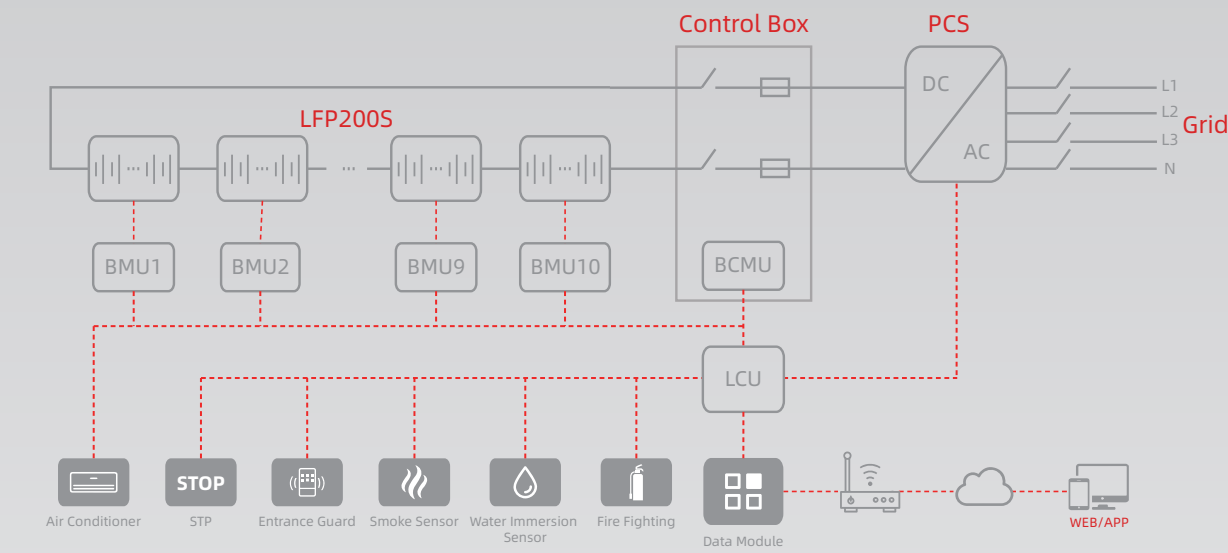 Control Box
PCS
DC
AC
L1
L2
L3
N
Grid
LFP200S
...
BMU1
BMU2
BMU9
BMU10
BCMU
LCU
STOP
Air Conditioner
STP
Entrance Guard
Smoke Sensor
Water Immersion
Sensor
Fire Fighting
Data Module
WEB/APP